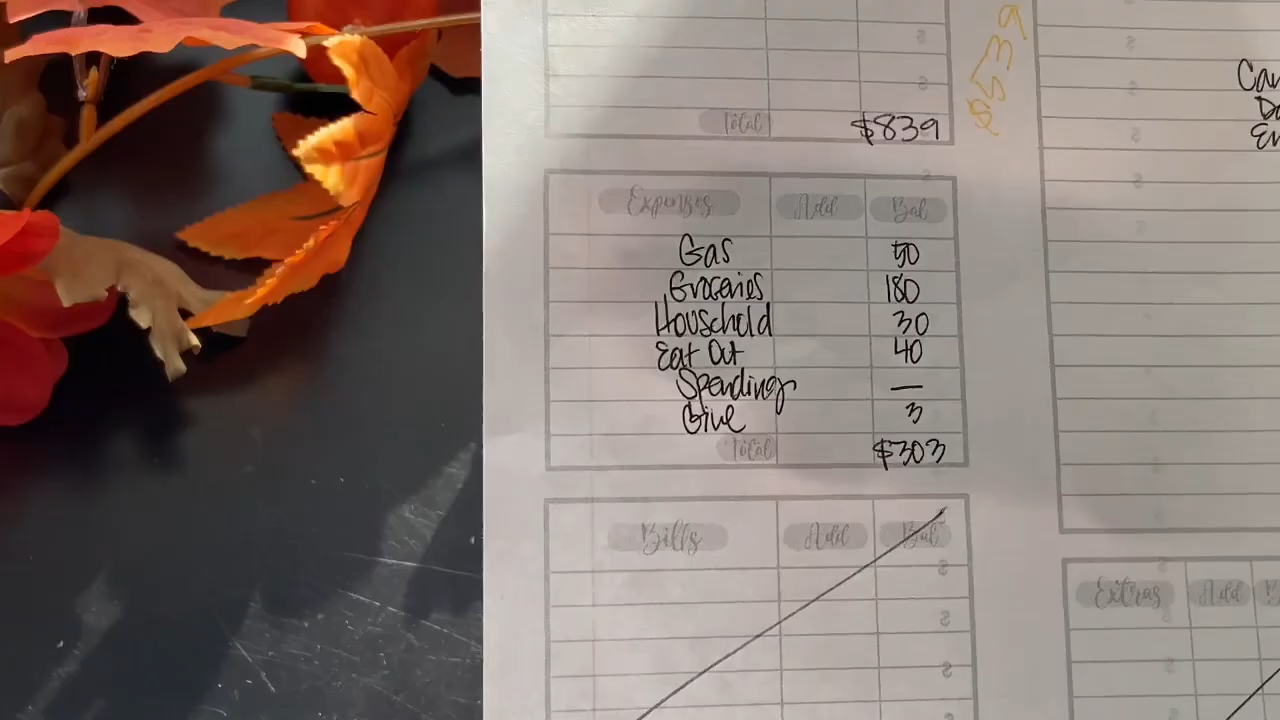 Total $839
$539
Expenses Add Bal
Gas 50
Groceries 180
Household 30
Eat Out 40
Spending —
Give 3
Total $303
Bills Add Bal
Extras Add